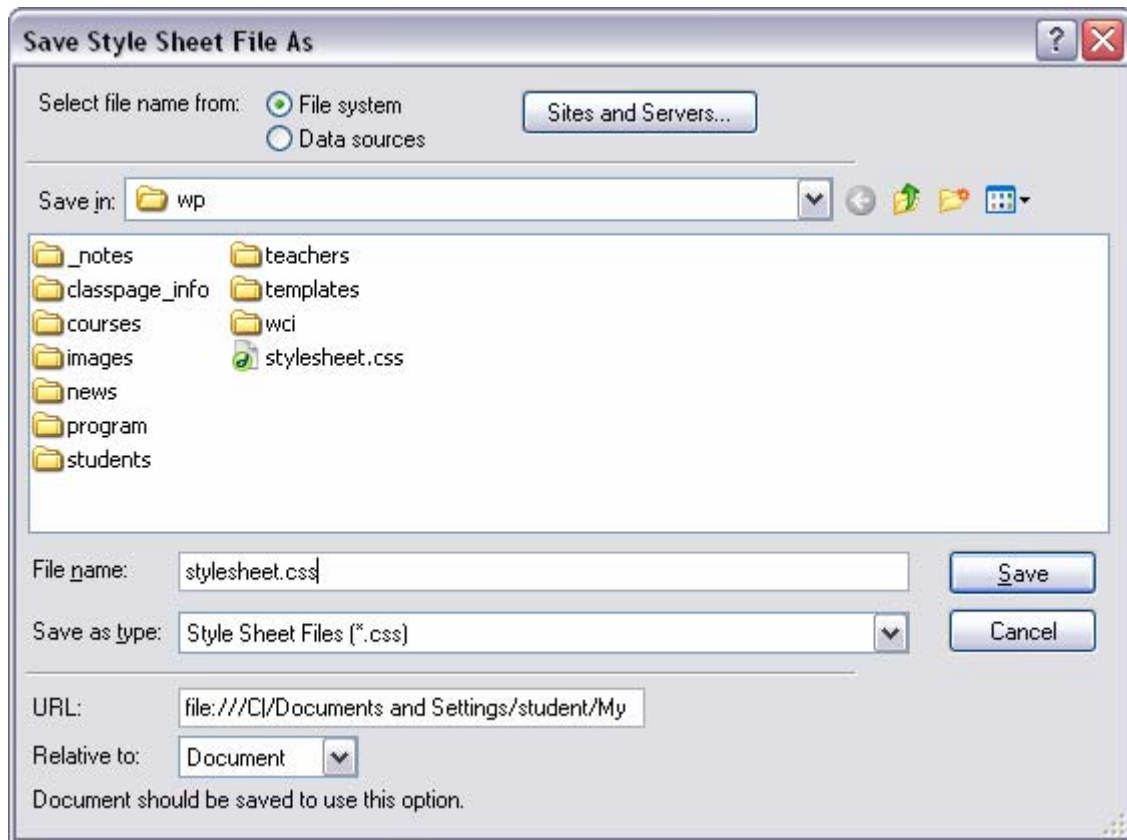 Save Style Sheet File As
Select file name from: File system Sites and Servers...
Data sources
Save in: wp
_notes teachers
classpage_info templates
courses wci
images stylesheet.css
news
program
students
File name: stylesheet.css Save
Save as type: Style Sheet Files (*.css) Cancel
URL: file:///C|/Documents and Settings/student/My
Relative to: Document
Document should be saved to use this option.